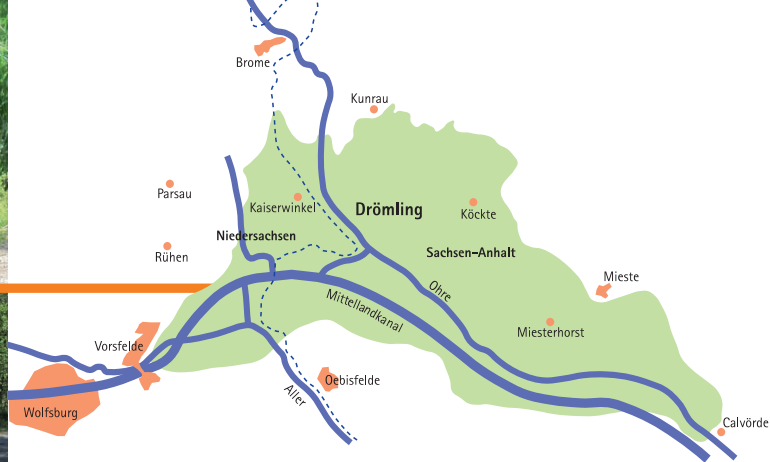 Brome
Kunrau
Parsau
Kaiserwinkel
Drömling
Köckte
Niedersachsen
Rühen
Sachsen-Anhalt
Mieste
Ohre
Mittellandkanal
Miesterhorst
Vorsfelde
Oebisfelde
Aller
Wolfsburg
Calvörde